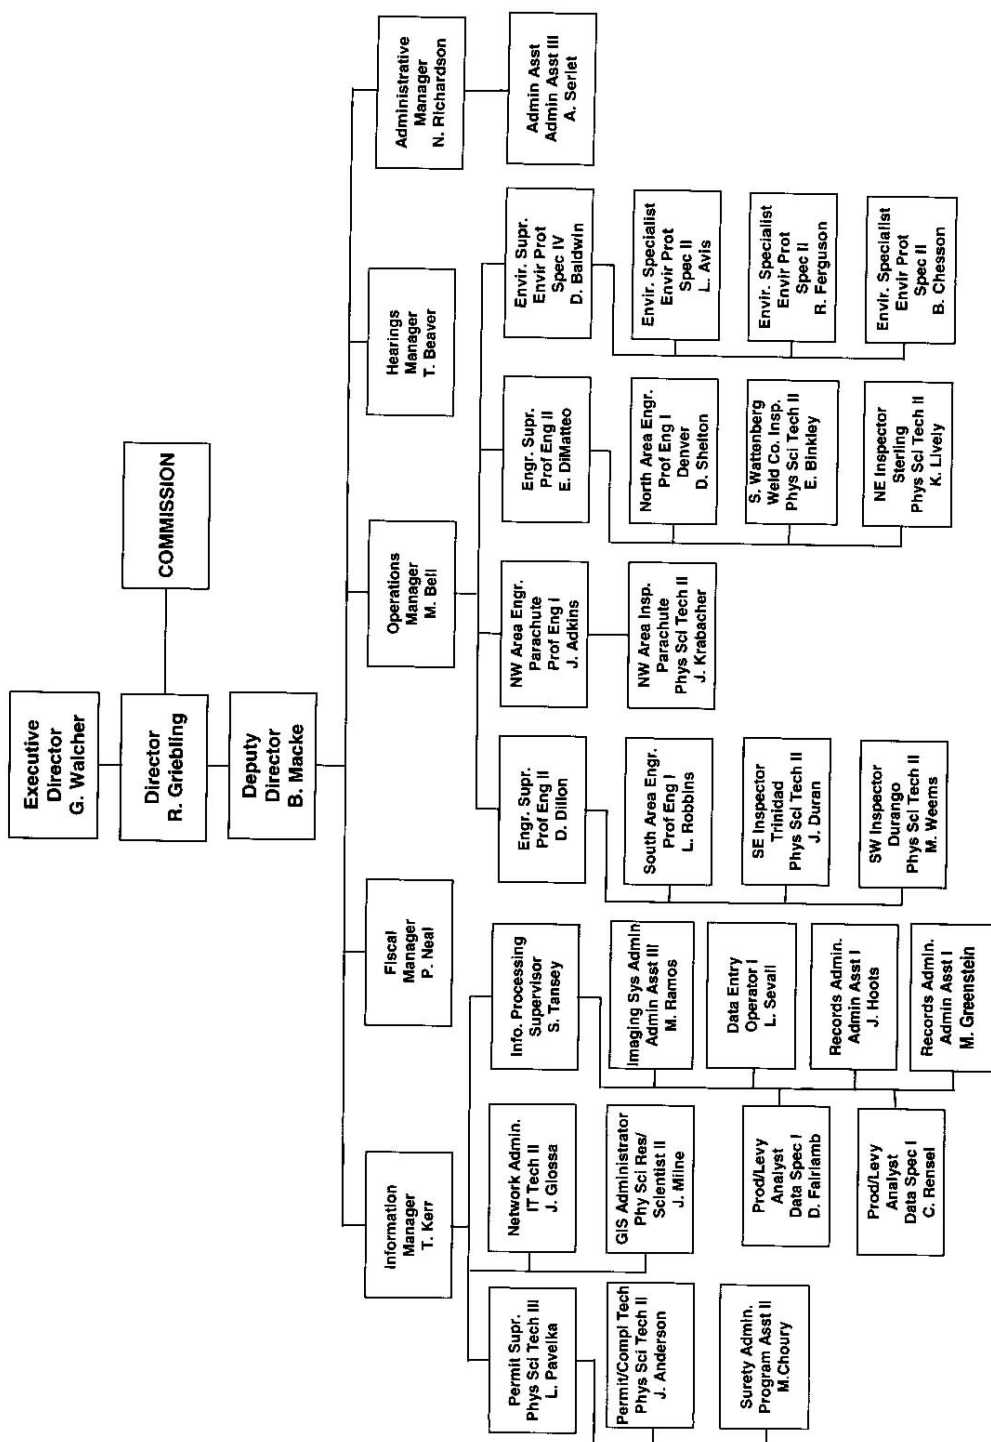 Executive
Director
G. Walcher
Director
R. Griebling
COMMISSION
Deputy
Director
B. Macke
Information
Manager
T. Kerr
Fiscal
Manager
P. Neal
Operations
Manager
M. Bell
Hearings
Manager
T. Beaver
Administrative
Manager
N. Richardson
Permit Supr.
Phys Sci Tech III
L. Pavelka
Permit/Compl Tech
Phys Sci Tech II
J. Anderson
Surety Admin.
Program Asst II
M.Choury
Network Admin.
IT Tech II
J. Glossa
GIS Administrator
Phy Sci Res/
Scientist II
J. Milne
Info. Processing
Supervisor
S. Tansey
Imaging Sys Admin
Admin Asst III
M. Ramos
Data Entry
Operator I
L. Sevall
Records Admin.
Admin Asst I
J. Hoots
Records Admin.
Admin Asst I
M. Greenstein
Prod/Levy
Analyst
Data Spec I
D. Fairlamb
Prod/Levy
Analyst
Data Spec I
C. Rensel
Engr. Supr.
Prof Eng II
D. Dillon
South Area Engr.
Prof Eng I
L. Robbins
SE Inspector
Trinidad
Phys Sci Tech II
J. Duran
SW Inspector
Durango
Phys Sci Tech II
M. Weems
NW Area Engr.
Parachute
Prof Eng I
J. Adkins
NW Area Insp.
Parachute
Phys Sci Tech II
J. Krabacher
Engr. Supr.
Prof Eng II
E. DiMatteo
North Area Engr.
Prof Eng I
Denver
D. Shelton
S. Wattenberg
Weld Co. Insp.
Phys Sci Tech II
E. Binkley
NE Inspector
Sterling
Phys Sci Tech II
K. Lively
Envir. Supr.
Envir Prot
Spec IV
D. Baldwin
Envir. Specialist
Envir Prot
Spec II
L. Avis
Envir. Specialist
Envir Prot
Spec II
R. Ferguson
Envir. Specialist
Envir Prot
Spec II
B. Chesson
Admin Asst
Admin Asst III
A. Serlet